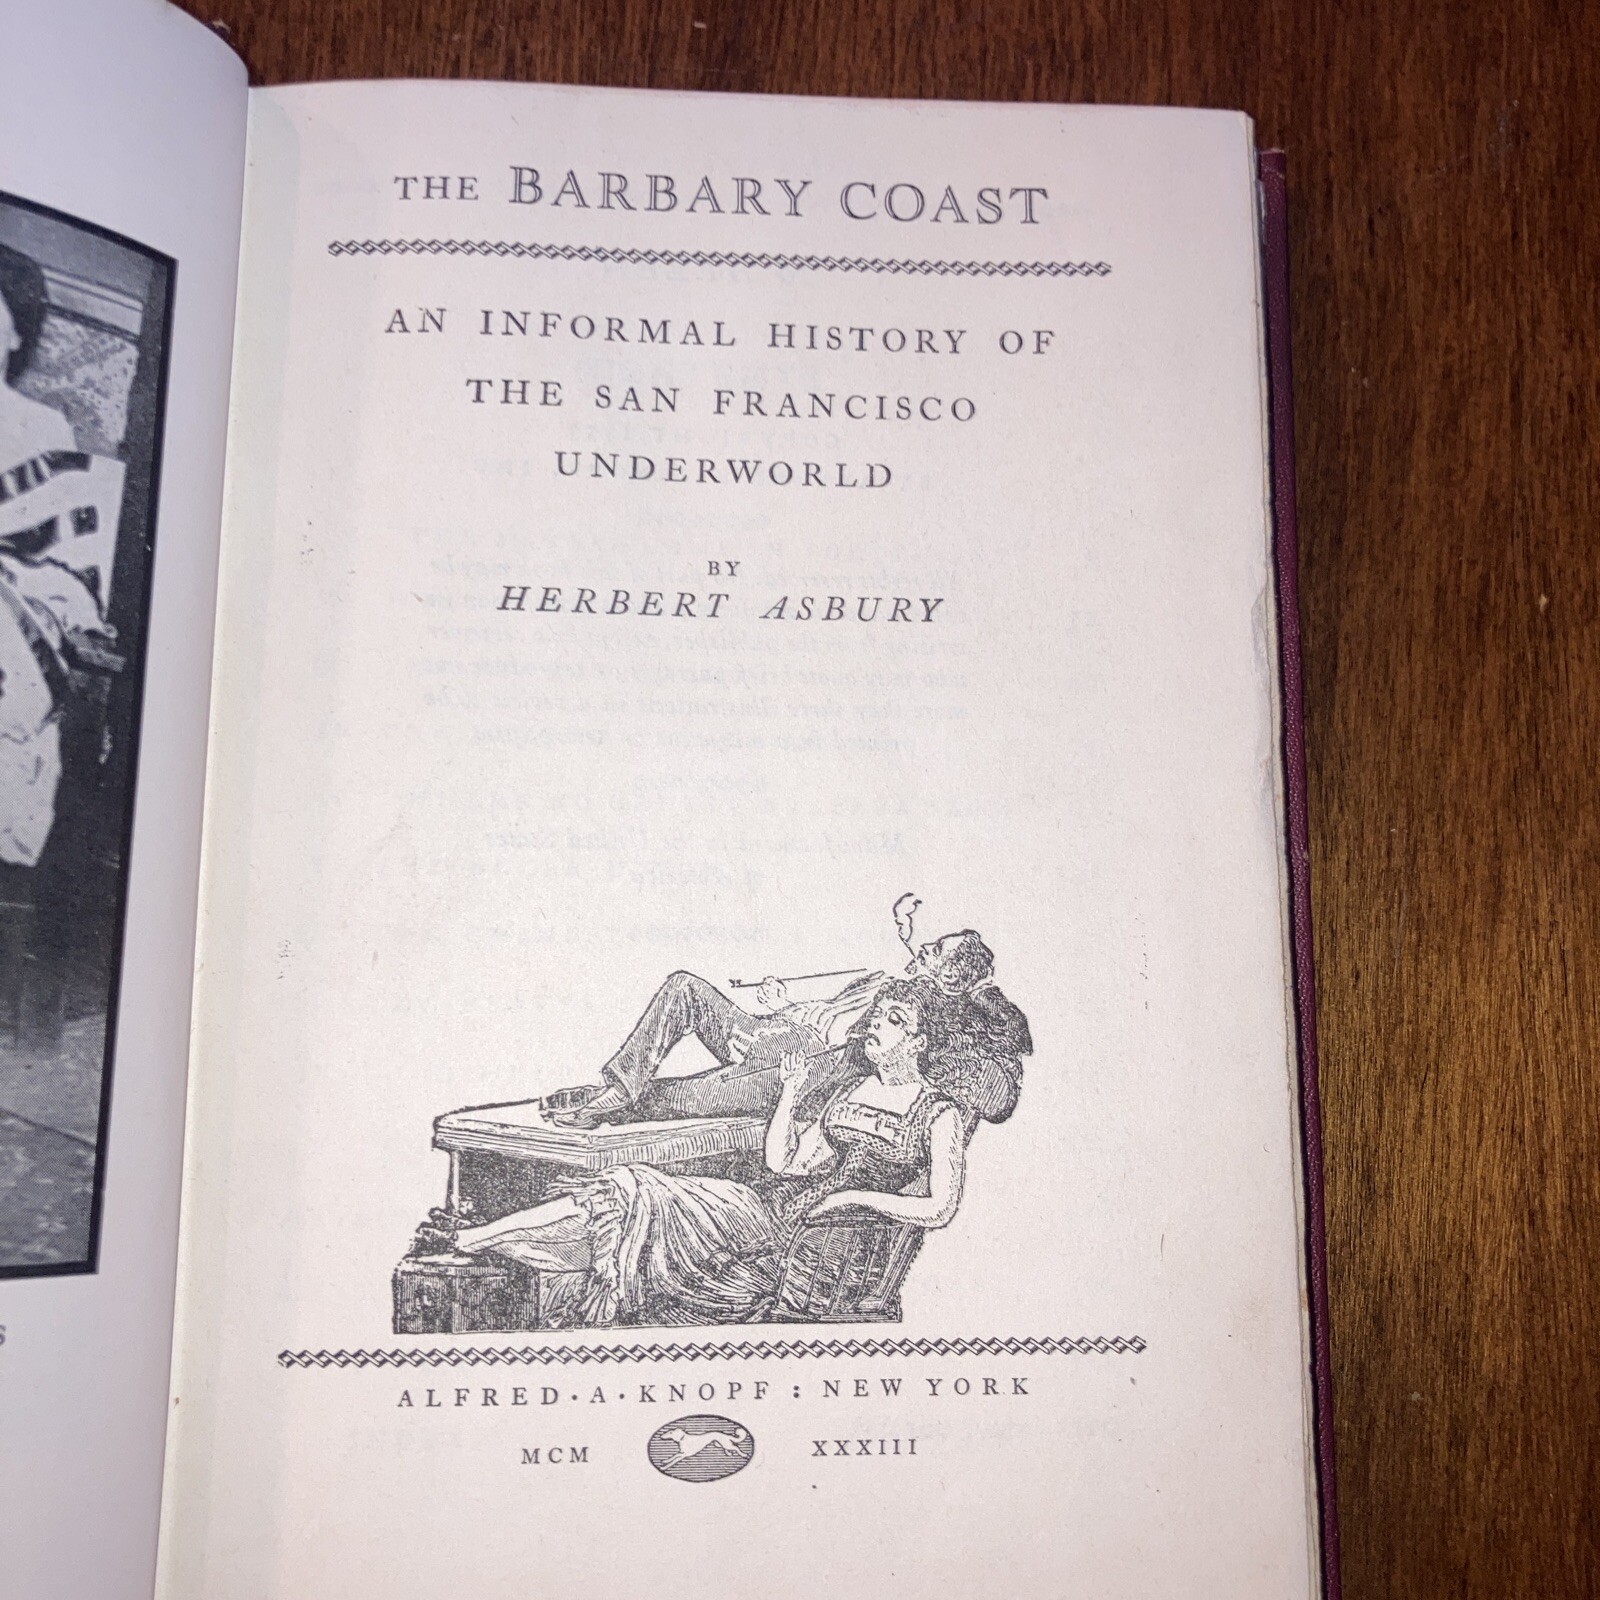 THE BARBARY COAST
AN INFORMAL HISTORY OF
THE SAN FRANCISCO
UNDERWORLD
BY
HERBERT ASBURY
S
ALFRED · A · KNOPF : NEW YORK
MCM XXXIII